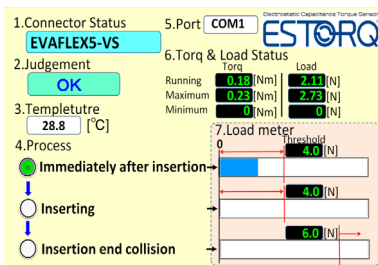 Electrostetic Capacitance Torque Sensor
ESTORQ
1.Connector Status
EVAFLEX5-VS
2.Judgement
OK
3.Templetutre
28.8 [℃]
4.Process
Immediately after insertion
Inserting
Insertion end collision
5.Port COM1
6.Torq & Load Status
Torq Load
Running 0.18 [Nm] 2.11 [N]
Maximum 0.23 [Nm] 2.73 [N]
Minimum 0 [Nm] 0 [N]
7.Load meter
0 Threshold
4.0 [N]
4.0 [N]
6.0 [N]